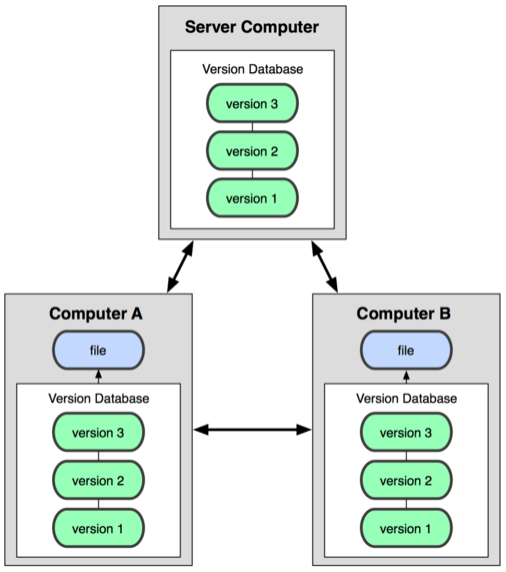 Server Computer
Version Database
version 3
version 2
version 1
Computer A
file
Version Database
version 3
version 2
version 1
Computer B
file
Version Database
version 3
version 2
version 1